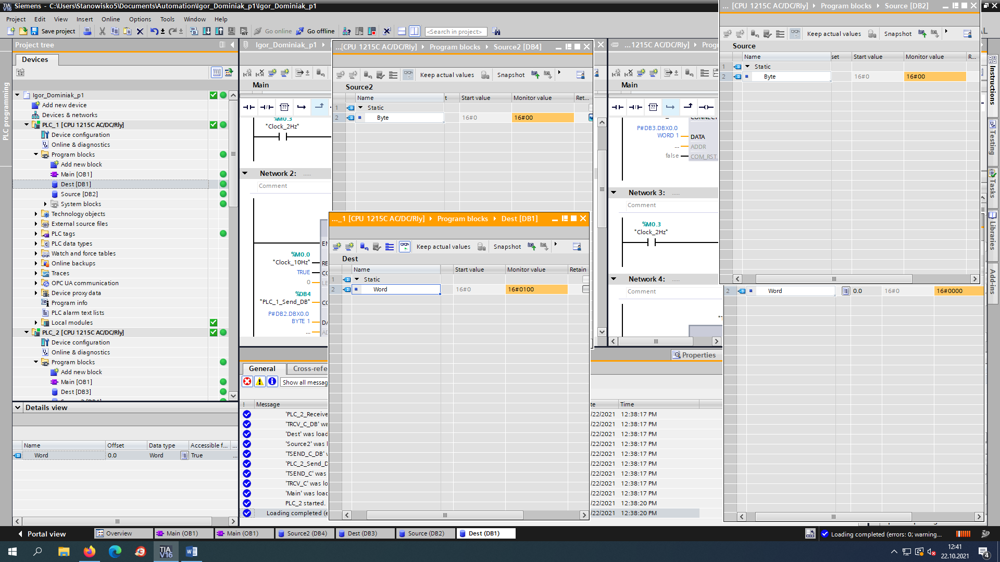 Siemens - C:\Users\Stanowisko5\Documents\Automation\Igor_Dominiak_p1\Igor_Dominiak_p1
Project Edit View Insert Online Options Tools Window Help
Save project
Go online
Go offline
<Search in project>
PLC programming
Project tree
Devices
Igor_Dominiak_p1
Add new device
Devices & networks
PLC_1 [CPU 1215C AC/DC/Rly]
Device configuration
Online & diagnostics
Program blocks
Add new block
Main [OB1]
Dest [DB1]
Source [DB2]
System blocks
Technology objects
External source files
PLC tags
PLC data types
Watch and force tables
Online backups
Traces
OPC UA communication
Device proxy data
Program info
PLC alarm text lists
Local modules
PLC_2 [CPU 1215C AC/DC/Rly]
Device configuration
Online & diagnostics
Program blocks
Add new block
Main [OB1]
Dest [DB3]
Details view
Name Offset Data type Accessible f... ...
Word 0.0 Word True ...
Igor_Dominiak_p1
Main
%M0.3
"Clock_2Hz"
Network 2: .....
Comment
%M0.0
"Clock_10Hz"
TRUE
0
%DB4
"PLC_1_Send_DB"
P#DB2.DBX0.0
BYTE 1
...
...[CPU 1215C AC/DC/Rly] Program blocks Source2 [DB4]
Keep actual values Snapshot
Source2
Name t Start value Monitor value Ret...
1 Static
2 Byte 16#0 16#00
..._1 [CPU 1215C AC/DC/Rly] Program blocks Dest [DB1]
Keep actual values Snapshot
Dest
Name Start value Monitor value Retain
1 Static
2 Word 16#0 16#0100
...1215C AC/DC/Rly]
Main
P#DB3.DBX0.0
WORD 1 DATA
... ADDR
false COM_RST
Network 3: .....
Comment
%M0.3
"Clock_2Hz"
Network 4: .....
Comment
... [CPU 1215C AC/DC/Rly] Program blocks Source [DB2]
Keep actual values Snapshot
Source
Name set Start value Monitor value R...
1 Static
2 Byte 16#0 16#00
2 Word 0.0 16#0 16#0000
Instructions
Testing
Tasks
Libraries
Add-ins
Properties
General
Cross-refe
Show all messag
! Message te Time
'PLC_2_Receive /22/2021 12:38:17 PM
'TRCV_C_DB' wa /22/2021 12:38:17 PM
'Dest' was load /22/2021 12:38:17 PM
'Source2' was l /22/2021 12:38:17 PM
'TSEND_C_DB' /22/2021 12:38:17 PM
'PLC_2_Send_D /22/2021 12:38:17 PM
'TSEND_C' was /22/2021 12:38:17 PM
'TRCV_C' was lo /22/2021 12:38:17 PM
'Main' was load /22/2021 12:38:17 PM
PLC_2 started. /22/2021 12:38:20 PM
Loading completed (e /22/2021 12:38:20 PM
Portal view
Overview
Main (OB1)
Main (OB1)
Source2 (DB4)
Dest (DB3)
Source (DB2)
Dest (DB1)
Loading completed (errors: 0; warning...
TIA V16
12:41
22.10.2021
4